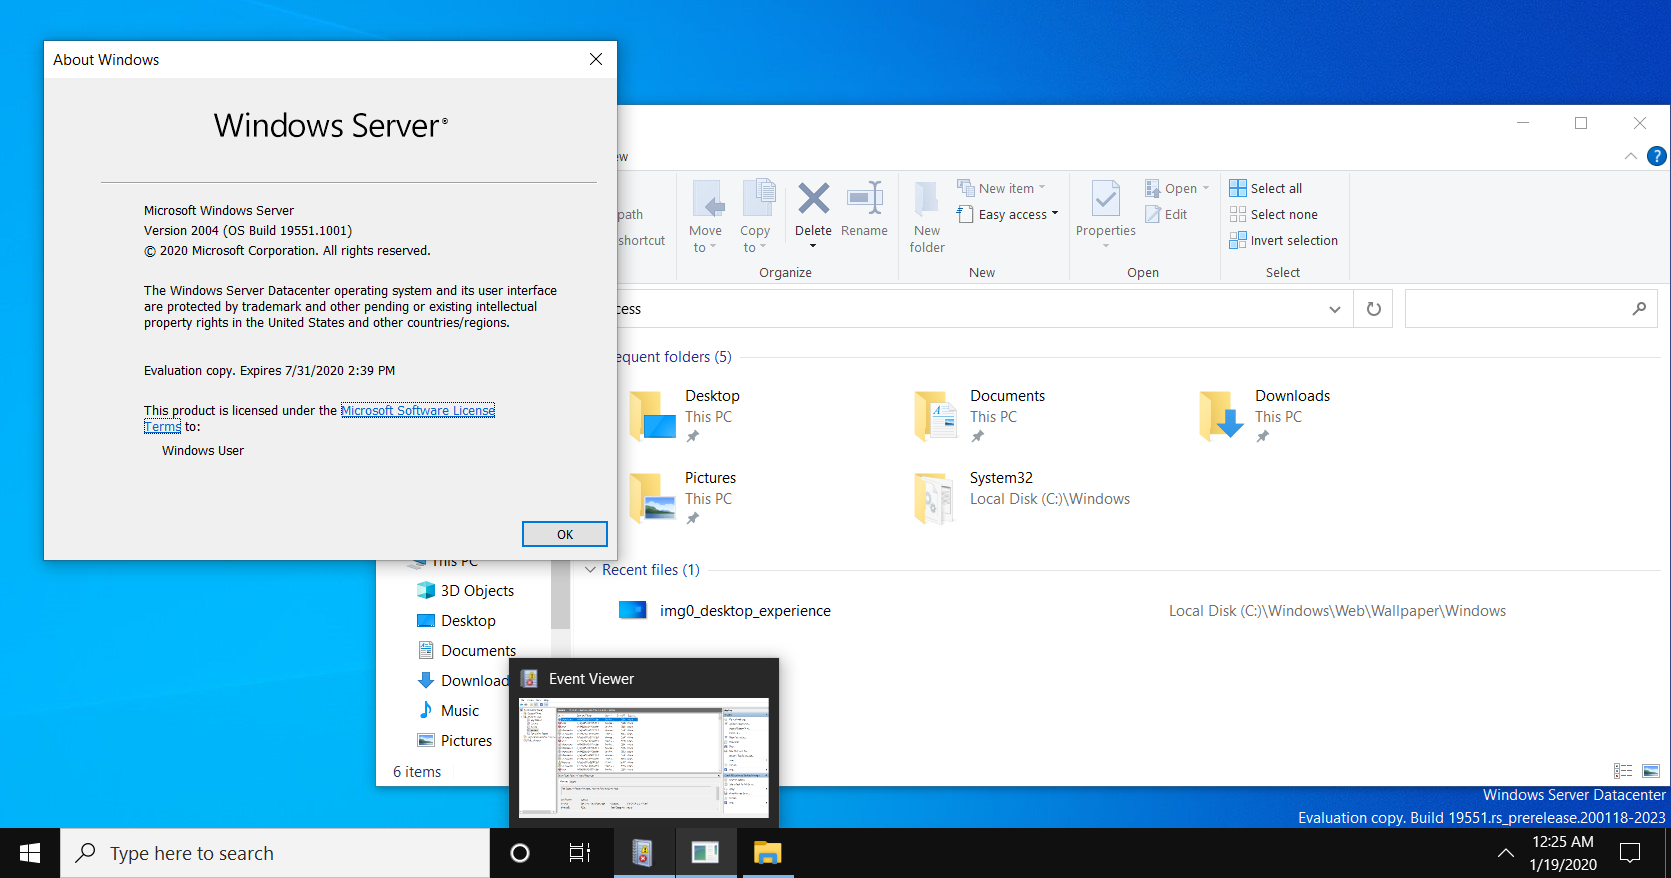 About Windows
Windows Server®
Microsoft Windows Server
Version 2004 (OS Build 19551.1001)
© 2020 Microsoft Corporation. All rights reserved.
The Windows Server Datacenter operating system and its user interface
are protected by trademark and other pending or existing intellectual
property rights in the United States and other countries/regions.
Evaluation copy. Expires 7/31/2020 2:39 PM
This product is licensed under the Microsoft Software License
Terms to:
Windows User
OK
ew
?
path
shortcut
Move
to
Copy
to
Delete
Rename
Organize
New
folder
New item
Easy access
New
Properties
Open
Edit
Open
Select all
Select none
Invert selection
Select
cess
equent folders (5)
Desktop
This PC
Documents
This PC
Downloads
This PC
Pictures
This PC
System32
Local Disk (C:)\Windows
Recent files (1)
img0_desktop_experience
Local Disk (C:)\Windows\Web\Wallpaper\Windows
This PC
3D Objects
Desktop
Documents
Download
Music
Pictures
6 items
Event Viewer
Windows Server Datacenter
Evaluation copy. Build 19551.rs_prerelease.200118-2023
Type here to search
12:25 AM
1/19/2020